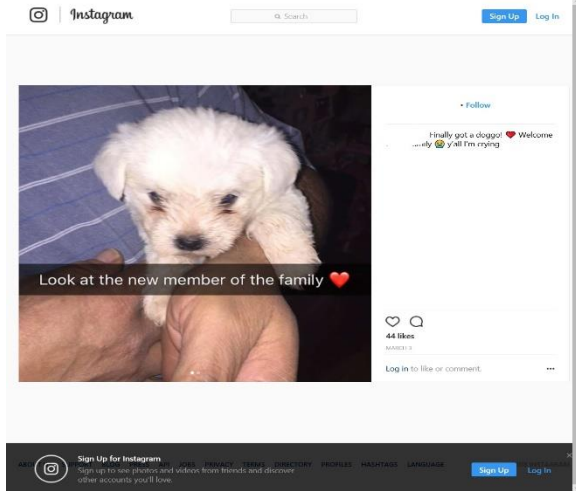 Instagram
Search
Sign Up
Log In
• Follow
Finally got a doggo! ❤️ Welcome
😭 y'all I'm crying
Look at the new member of the family ❤️
44 likes
MARCH 5
Log in to like or comment.
•••
Sign Up for Instagram
Sign up to see photos and videos from friends and discover
other accounts you'll love.
PRESS API JOBS PRIVACY TERMS DIRECTORY PROFILES HASHTAGS LANGUAGE
Sign Up
Log In